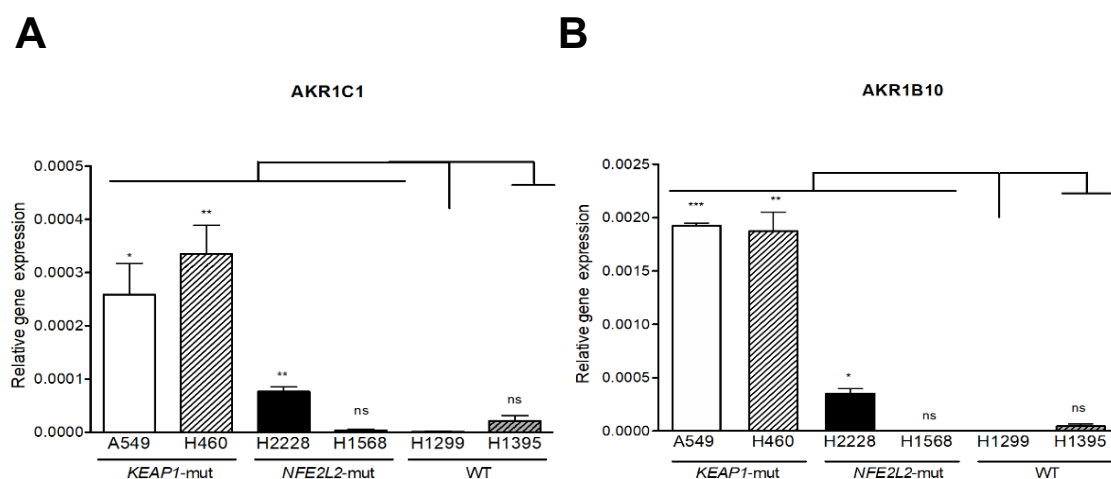 A
AKR1C1
Relative gene expression
0.0005
0.0004
0.0003
0.0002
0.0001
0.0000
*
**
**
ns
ns
A549 H460 H2228 H1568 H1299 H1395
KEAP1-mut NFE2L2-mut WT
B
AKR1B10
Relative gene expression
0.0025
0.0020
0.0015
0.0010
0.0005
0.0000
***
**
*
ns
ns
A549 H460 H2228 H1568 H1299 H1395
KEAP1-mut NFE2L2-mut WT